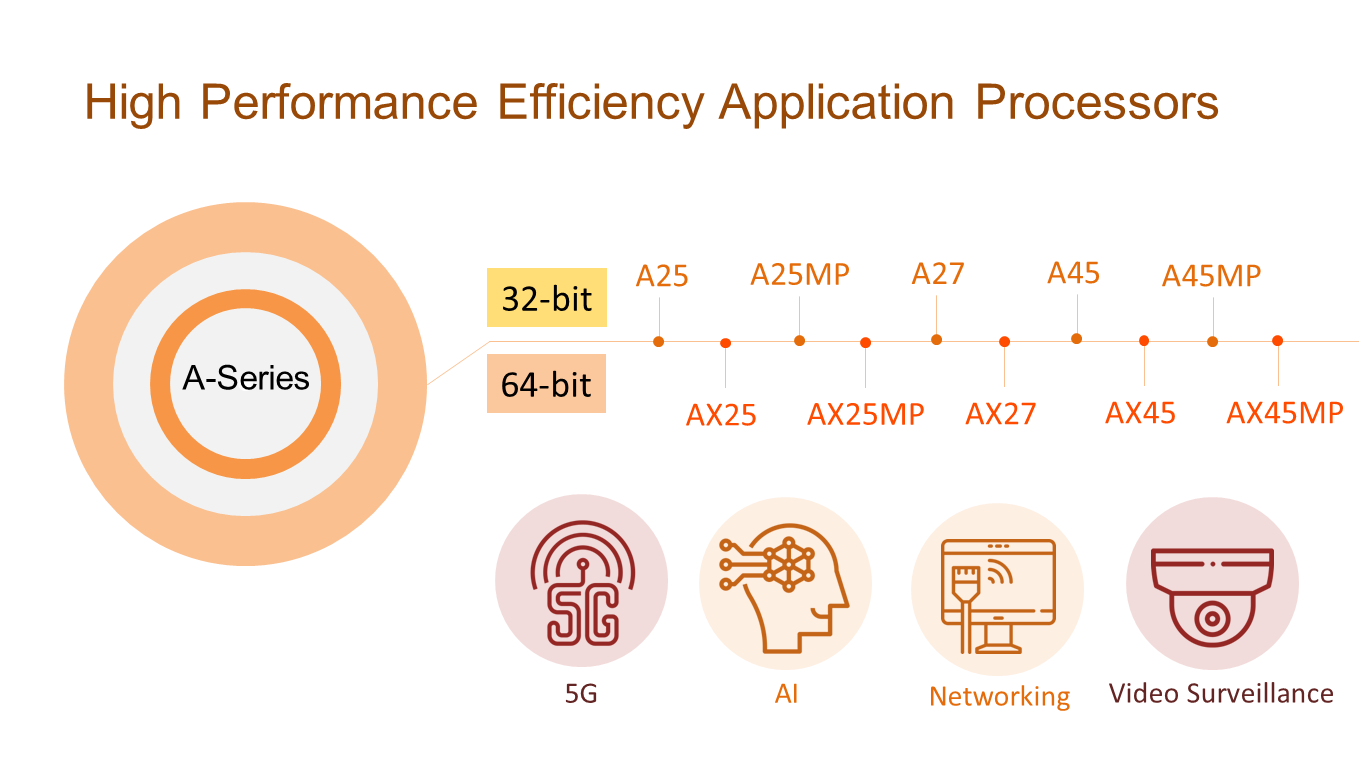 High Performance Efficiency Application Processors
A-Series
32-bit
A25
A25MP
A27
A45
A45MP
64-bit
AX25
AX25MP
AX27
AX45
AX45MP
5G
5G
AI
Networking
Video Surveillance